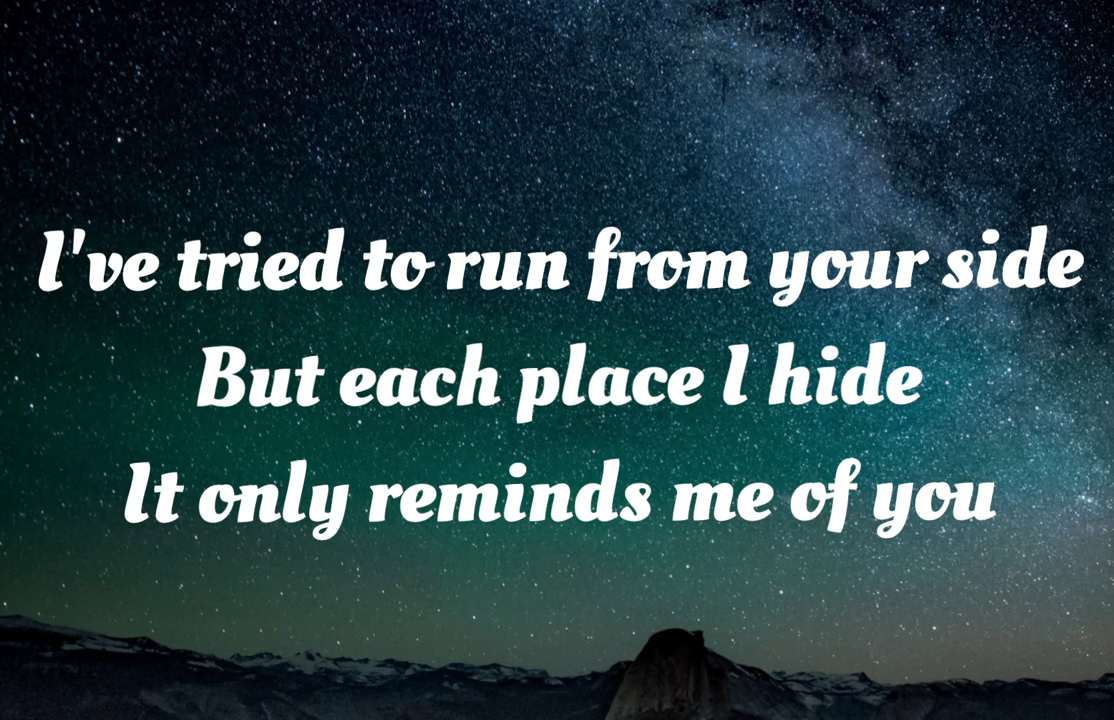 I've tried to run from your side
But each place I hide
It only reminds me of you